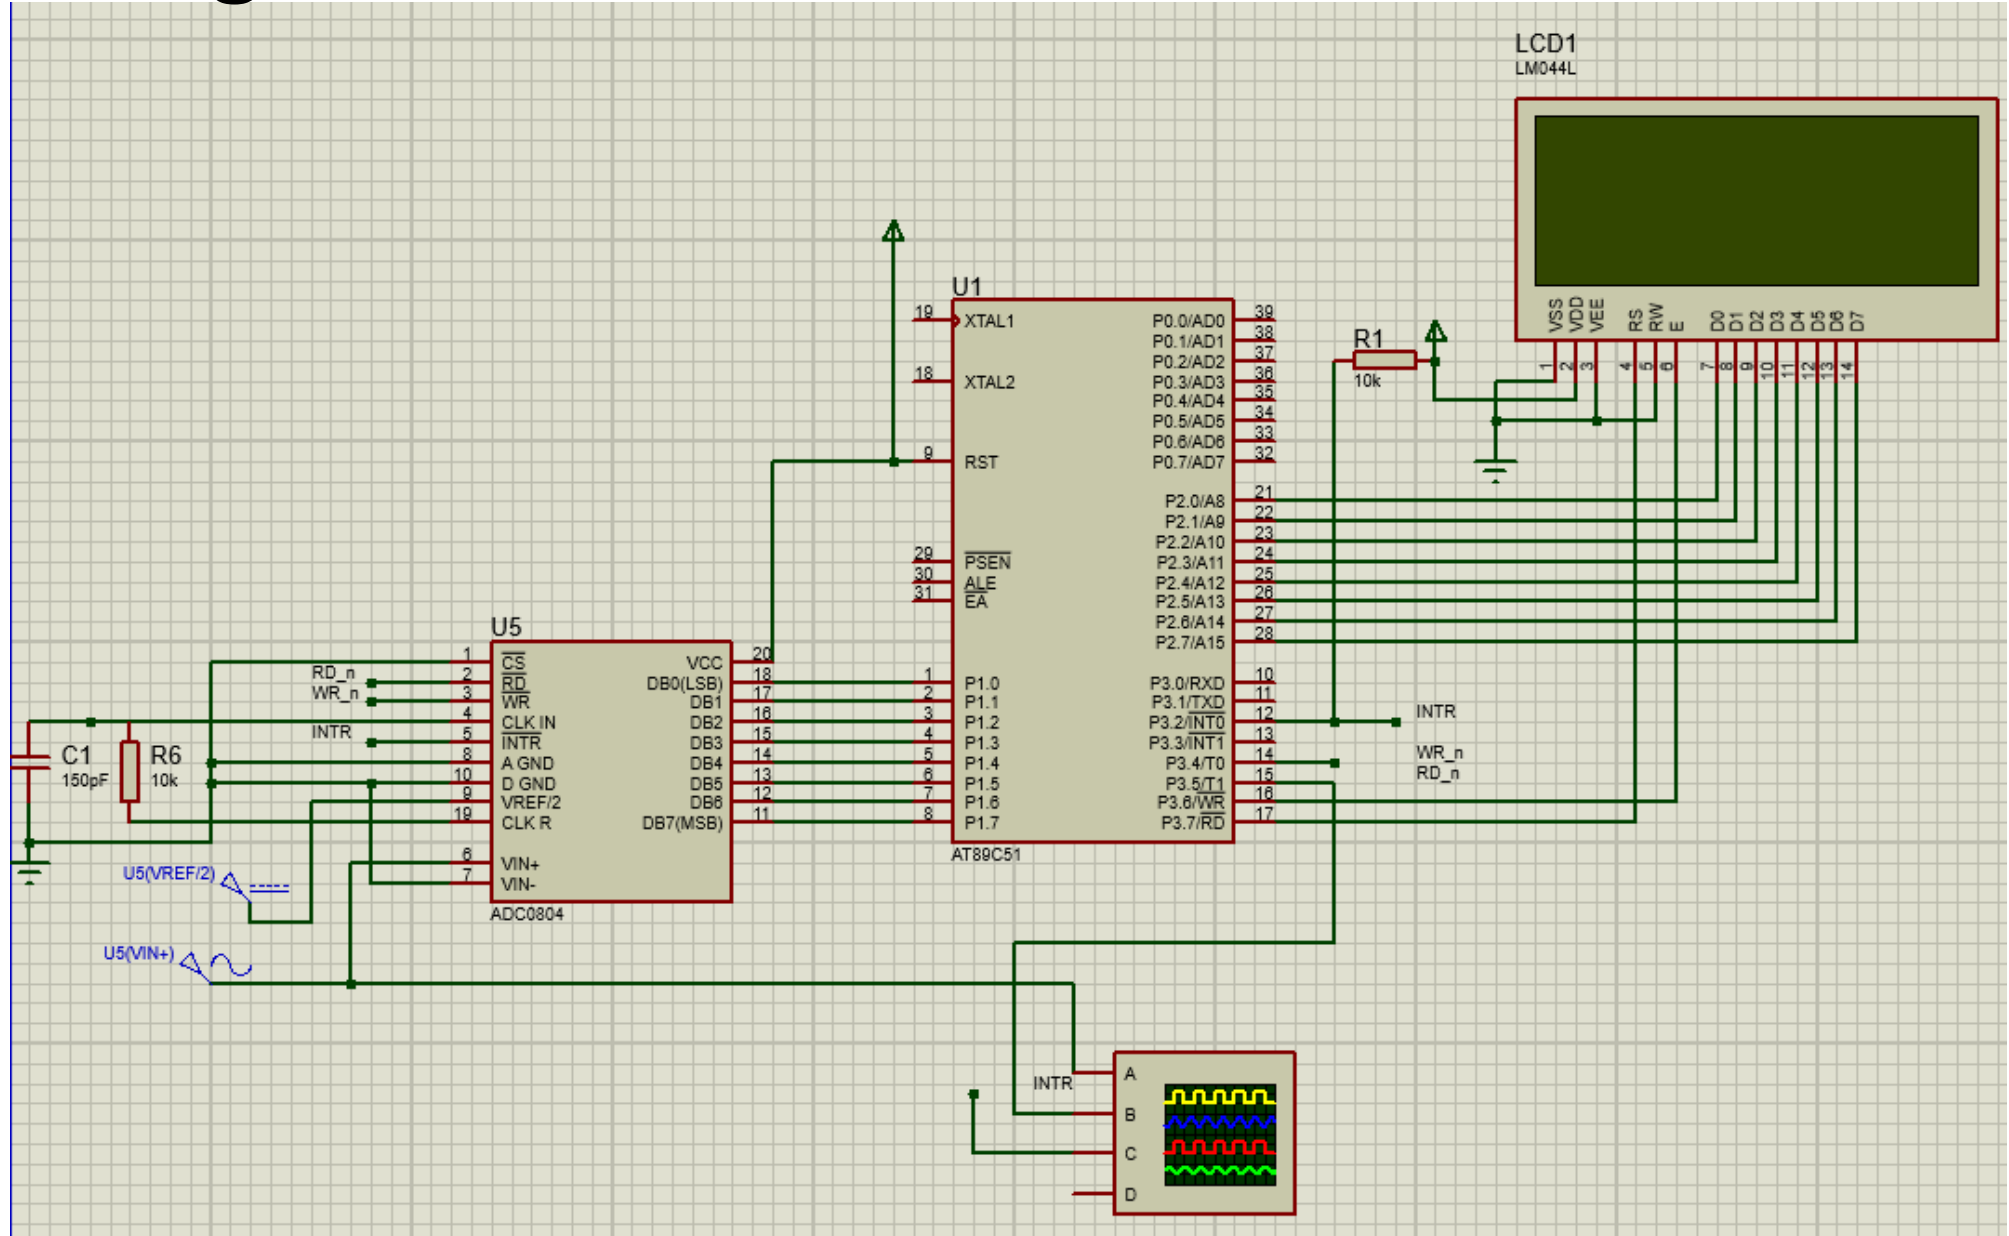 LCD1
LM044L
VSS
VDD
VEE
RS
RW
E
D0
D1
D2
D3
D4
D5
D6
D7
1
2
3
4
5
6
7
8
9
10
11
12
13
14
U1
19 XTAL1
18 XTAL2
9 RST
29 PSEN
30 ALE
31 EA
1 P1.0
2 P1.1
3 P1.2
4 P1.3
5 P1.4
6 P1.5
7 P1.6
8 P1.7
P0.0/AD0 39
P0.1/AD1 38
P0.2/AD2 37
P0.3/AD3 36
P0.4/AD4 35
P0.5/AD5 34
P0.6/AD6 33
P0.7/AD7 32
P2.0/A8 21
P2.1/A9 22
P2.2/A10 23
P2.3/A11 24
P2.4/A12 25
P2.5/A13 26
P2.6/A14 27
P2.7/A15 28
P3.0/RXD 10
P3.1/TXD 11
P3.2/INT0 12
P3.3/INT1 13
P3.4/T0 14
P3.5/T1 15
P3.6/WR 16
P3.7/RD 17
AT89C51
R1
10k
INTR
WR_n
RD_n
U5
1 CS
2 RD
3 WR
4 CLK IN
5 INTR
8 A GND
10 D GND
9 VREF/2
19 CLK R
6 VIN+
7 VIN-
VCC 20
DB0(LSB) 18
DB1 17
DB2 16
DB3 15
DB4 14
DB5 13
DB6 12
DB7(MSB) 11
ADC0804
RD_n
WR_n
INTR
C1
150pF
R6
10k
U5(VREF/2)
U5(VIN+)
INTR
A
B
C
D